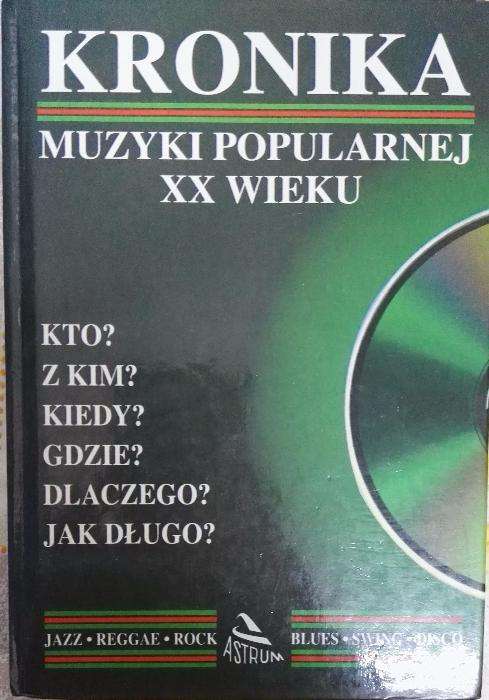 KRONIKA
MUZYKI POPULARNEJ
XX WIEKU
KTO?
Z KIM?
KIEDY?
GDZIE?
DLACZEGO?
JAK DŁUGO?
JAZZ • REGGAE • ROCK
ASTRUM
BLUES • SWING • DISCO